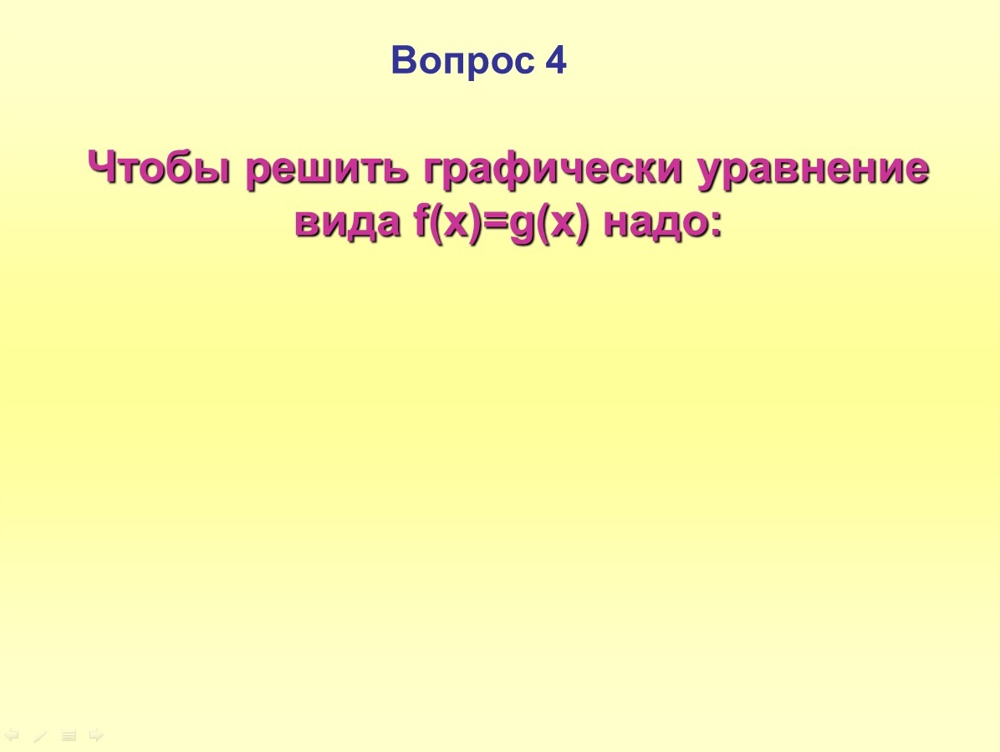 Вопрос 4
Чтобы решить графически уравнение
вида f(x)=g(x) надо: